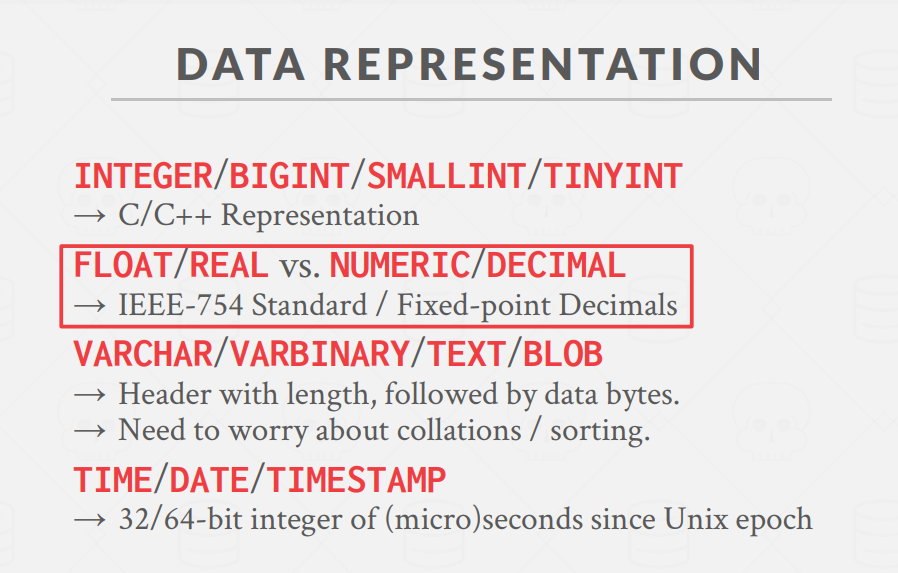 DATA REPRESENTATION
INTEGER/BIGINT/SMALLINT/TINYINT
→ C/C++ Representation
FLOAT/REAL vs. NUMERIC/DECIMAL
→ IEEE-754 Standard / Fixed-point Decimals
VARCHAR/VARBINARY/TEXT/BLOB
→ Header with length, followed by data bytes.
→ Need to worry about collations / sorting.
TIME/DATE/TIMESTAMP
→ 32/64-bit integer of (micro)seconds since Unix epoch